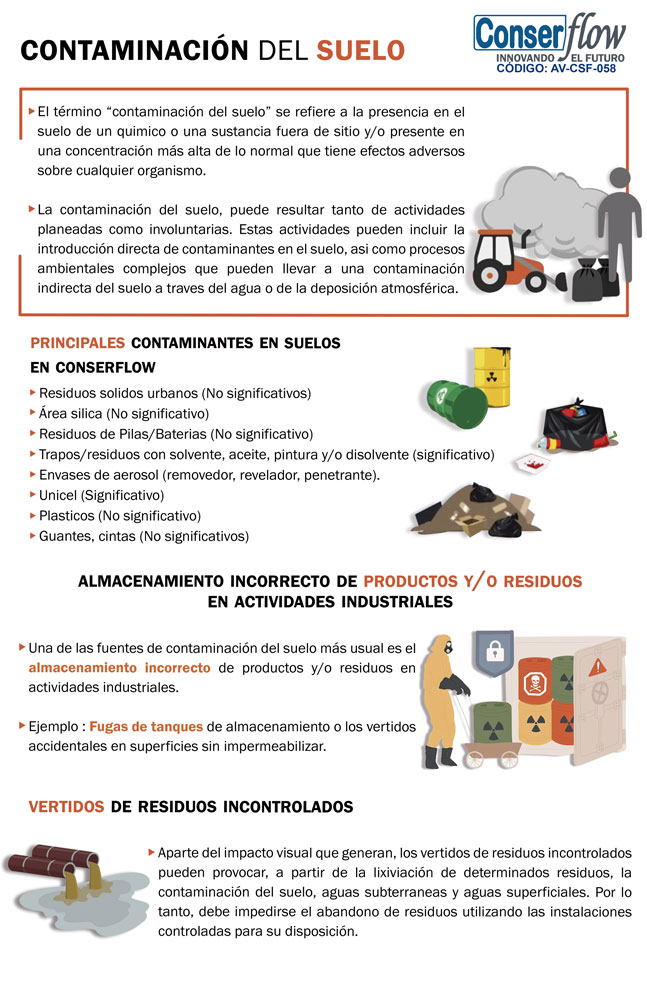 CONTAMINACIÓN DEL SUELO
Conserflow
INNOVANDO EL FUTURO
CÓDIGO: AV-CSF-058
El término “contaminación del suelo” se refiere a la presencia en el
suelo de un quimico o una sustancia fuera de sitio y/o presente en
una concentración más alta de lo normal que tiene efectos adversos
sobre cualquier organismo.
La contaminación del suelo, puede resultar tanto de actividades
planeadas como involuntarias. Estas actividades pueden incluir la
introducción directa de contaminantes en el suelo, asi como procesos
ambientales complejos que pueden llevar a una contaminación
indirecta del suelo a traves del agua o de la deposición atmosférica.
PRINCIPALES CONTAMINANTES EN SUELOS
EN CONSERFLOW
Residuos solidos urbanos (No significativos)
Área silica (No significativo)
Residuos de Pilas/Baterias (No significativo)
Trapos/residuos con solvente, aceite, pintura y/o disolvente (significativo)
Envases de aerosol (removedor, revelador, penetrante).
Unicel (Significativo)
Plasticos (No significativo)
Guantes, cintas (No significativos)
ALMACENAMIENTO INCORRECTO DE PRODUCTOS Y/O RESIDUOS
EN ACTIVIDADES INDUSTRIALES
Una de las fuentes de contaminación del suelo más usual es el
almacenamiento incorrecto de productos y/o residuos en
actividades industriales.
Ejemplo : Fugas de tanques de almacenamiento o los vertidos
accidentales en superficies sin impermeabilizar.
VERTIDOS DE RESIDUOS INCONTROLADOS
Aparte del impacto visual que generan, los vertidos de residuos incontrolados
pueden provocar, a partir de la lixiviación de determinados residuos, la
contaminación del suelo, aguas subterraneas y aguas superficiales. Por lo
tanto, debe impedirse el abandono de residuos utilizando las instalaciones
controladas para su disposición.